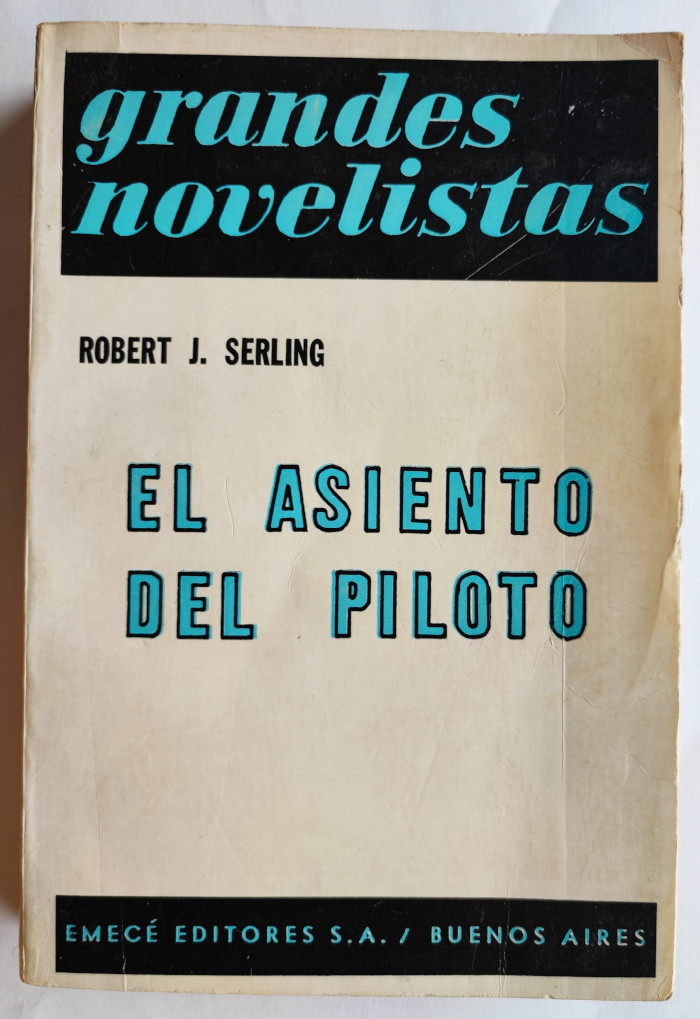 grandes
novelistas
ROBERT J. SERLING
EL ASIENTO
DEL PILOTO
EMECÉ EDITORES S.A. / BUENOS AIRES